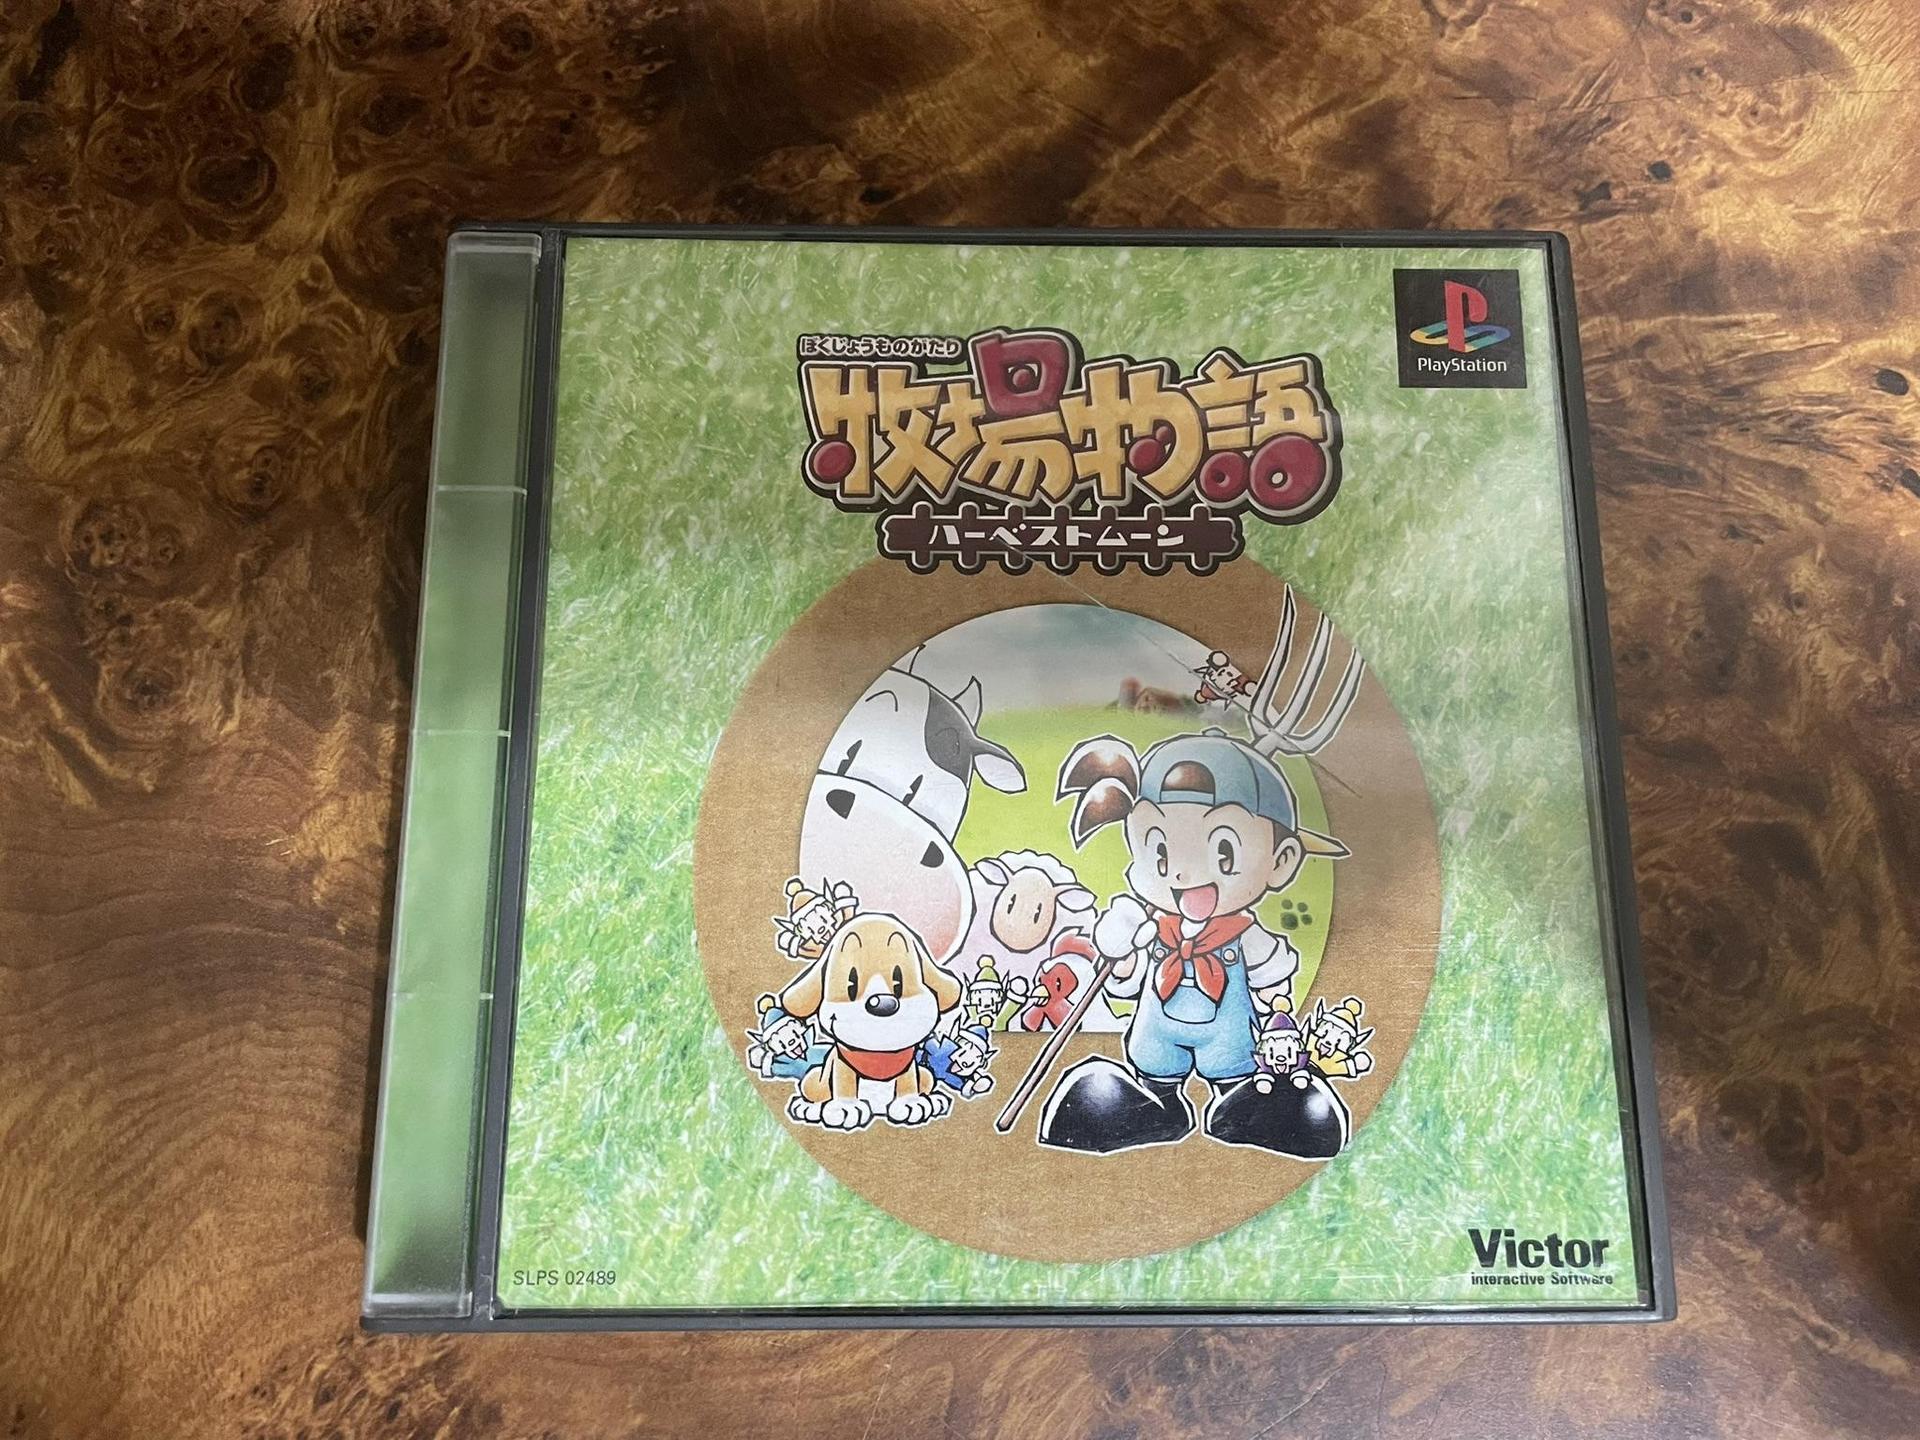 PlayStation
ぼくじょうものがたり
牧場物語
ハーベストムーン
SLPS 02489
Victor
interactive Software